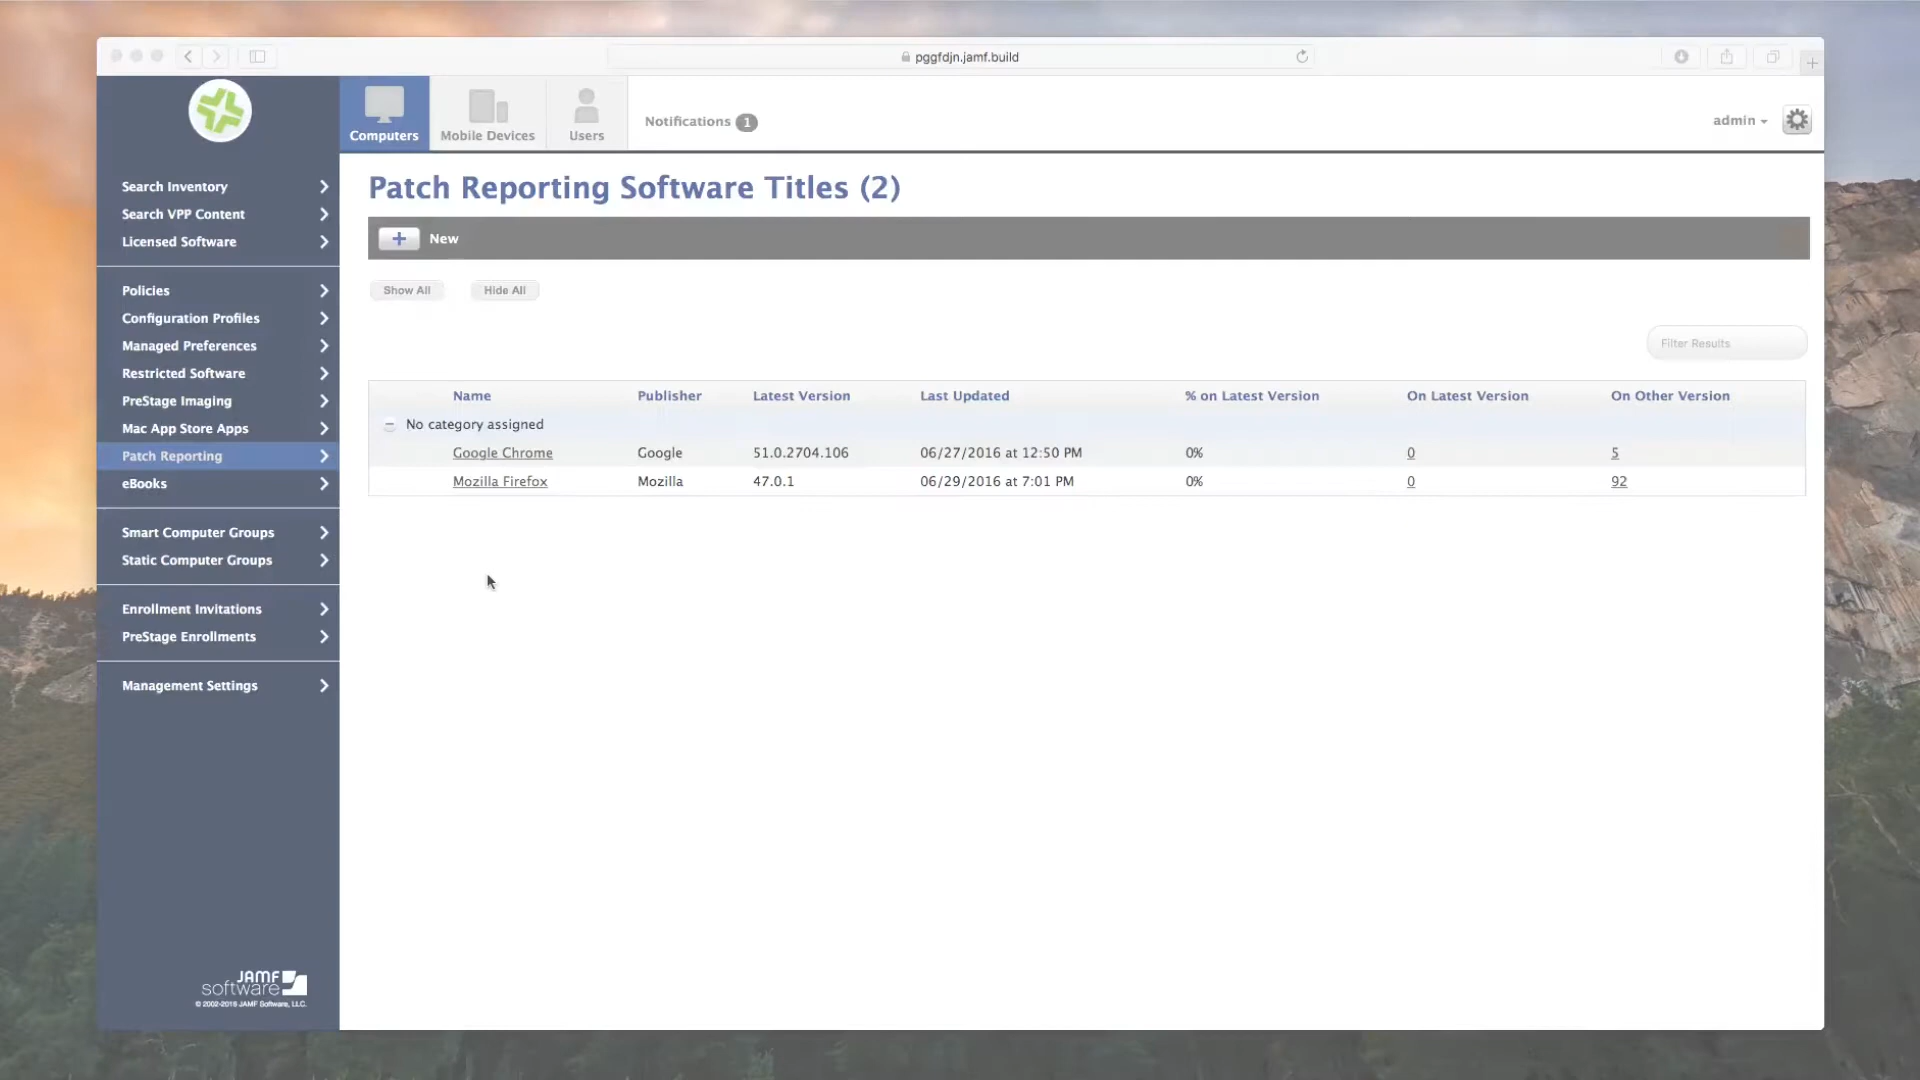 pggfdjn.jamf.build
Computers
Mobile Devices
Users
Notifications 1
admin
Search Inventory
Search VPP Content
Licensed Software
Policies
Configuration Profiles
Managed Preferences
Restricted Software
PreStage Imaging
Mac App Store Apps
Patch Reporting
eBooks
Smart Computer Groups
Static Computer Groups
Enrollment Invitations
PreStage Enrollments
Management Settings
JAMF
software
© 2002-2016 JAMF Software, LLC.
Patch Reporting Software Titles (2)
New
Show All Hide All
Filter Results
Name Publisher Latest Version Last Updated % on Latest Version On Latest Version On Other Version
No category assigned
Google Chrome Google 51.0.2704.106 06/27/2016 at 12:50 PM 0% 0 5
Mozilla Firefox Mozilla 47.0.1 06/29/2016 at 7:01 PM 0% 0 92